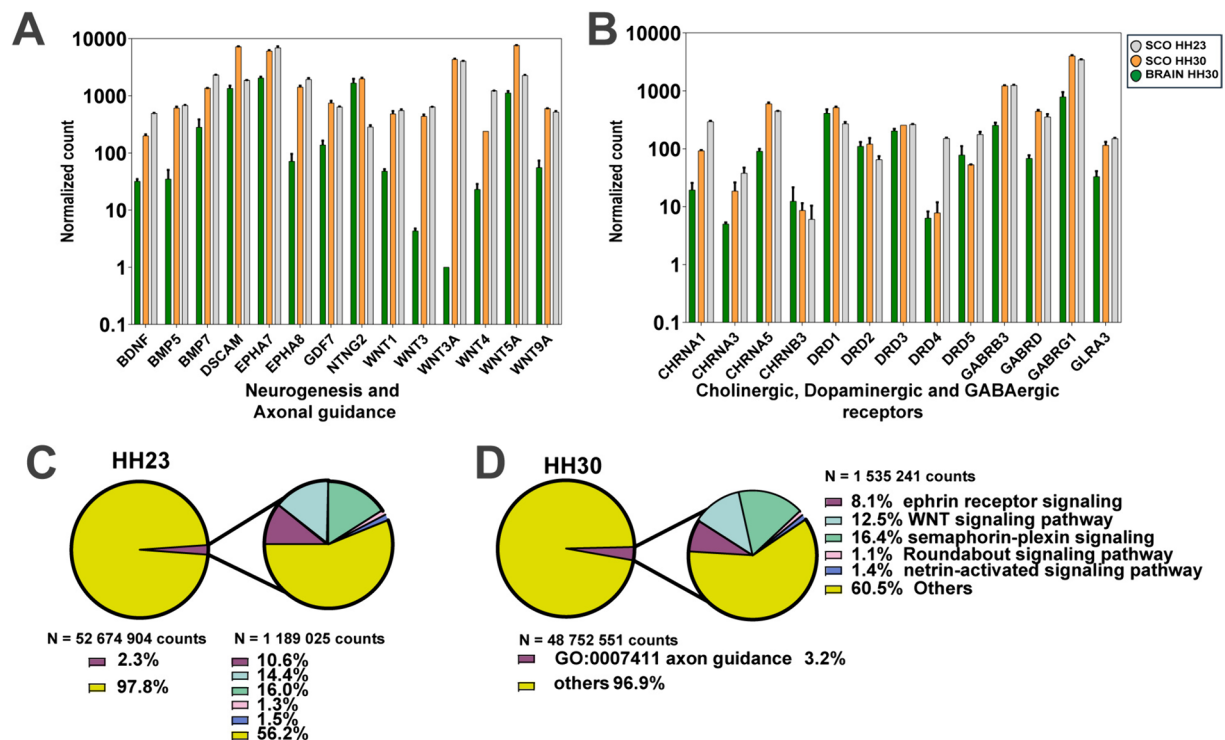 A
10000
1000
100
10
1
0.1
Normalized count
BDNF
BMP5
BMP7
DSCAM
EPHA7
EPHA8
GDF7
NTNG2
WNT1
WNT3
WNT3A
WNT4
WNT5A
WNT9A
Neurogenesis and
Axonal guidance
B
10000
1000
100
10
1
0.1
Normalized count
CHRNA1
CHRNA3
CHRNA5
CHRNB3
DRD1
DRD2
DRD3
DRD4
DRD5
GABRB3
GABRD
GABRG1
GLRA3
Cholinergic, Dopaminergic and GABAergic
receptors
SCO HH23
SCO HH30
BRAIN HH30
C
HH23
N = 52 674 904 counts
2.3%
97.8%
N = 1 189 025 counts
10.6%
14.4%
16.0%
1.3%
1.5%
56.2%
D
HH30
N = 48 752 551 counts
GO:0007411 axon guidance 3.2%
others 96.9%
N = 1 535 241 counts
8.1% ephrin receptor signaling
12.5% WNT signaling pathway
16.4% semaphorin-plexin signaling
1.1% Roundabout signaling pathway
1.4% netrin-activated signaling pathway
60.5% Others